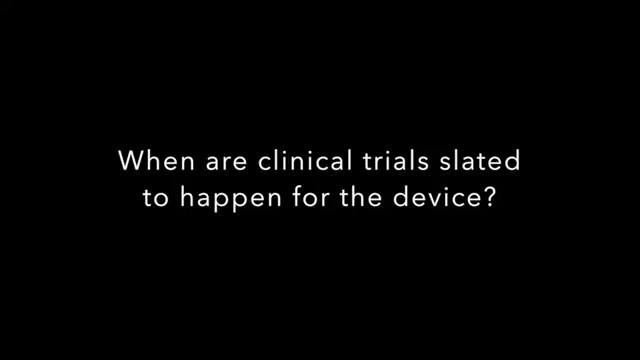 When are clinical trials slated
to happen for the device?